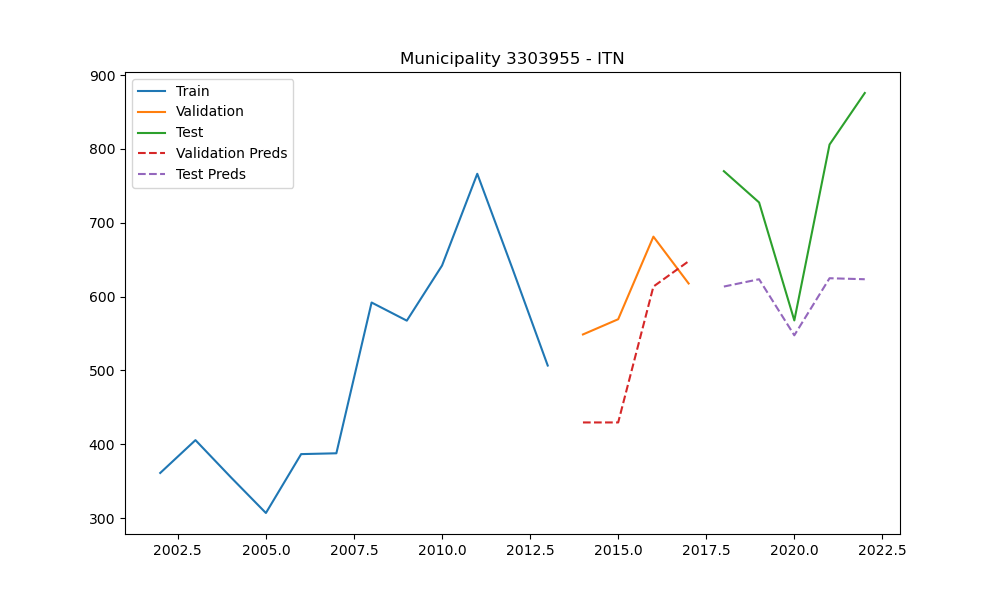 Municipality 3303955 - ITN
900
800
700
600
500
400
300
Train
Validation
Test
Validation Preds
Test Preds
2002.5 2005.0 2007.5 2010.0 2012.5 2015.0 2017.5 2020.0 2022.5